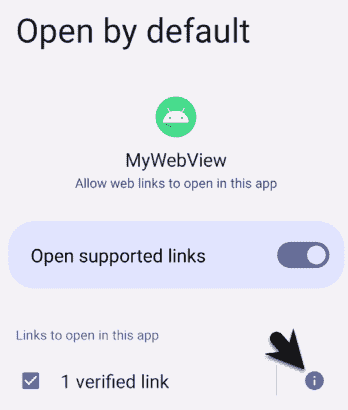 Open by default
MyWebView
Allow web links to open in this app
Open supported links
Links to open in this app
1 verified link